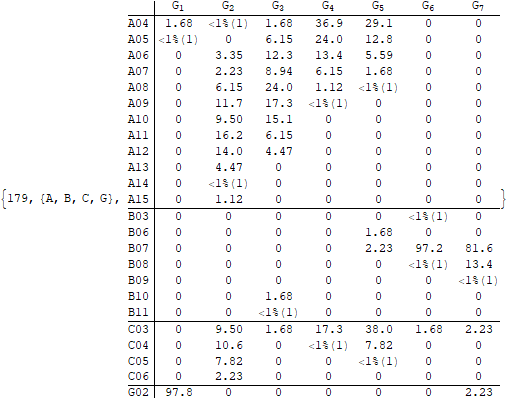 G1 G2 G3 G4 G5 G6 G7
A04 1.68 <1%(1) 1.68 36.9 29.1 0 0
A05 <1%(1) 0 6.15 24.0 12.8 0 0
A06 0 3.35 12.3 13.4 5.59 0 0
A07 0 2.23 8.94 6.15 1.68 0 0
A08 0 6.15 24.0 1.12 <1%(1) 0 0
A09 0 11.7 17.3 <1%(1) 0 0 0
A10 0 9.50 15.1 0 0 0 0
A11 0 16.2 6.15 0 0 0 0
A12 0 14.0 4.47 0 0 0 0
A13 0 4.47 0 0 0 0 0
A14 0 <1%(1) 0 0 0 0 0
{179, {A, B, C, G}, A15 0 1.12 0 0 0 0 0 }
B03 0 0 0 0 0 <1%(1) 0
B06 0 0 0 0 1.68 0 0
B07 0 0 0 0 2.23 97.2 81.6
B08 0 0 0 0 0 <1%(1) 13.4
B09 0 0 0 0 0 0 <1%(1)
B10 0 0 1.68 0 0 0 0
B11 0 0 <1%(1) 0 0 0 0
C03 0 9.50 1.68 17.3 38.0 1.68 2.23
C04 0 10.6 0 <1%(1) 7.82 0 0
C05 0 7.82 0 0 <1%(1) 0 0
C06 0 2.23 0 0 0 0 0
G02 97.8 0 0 0 0 0 2.23